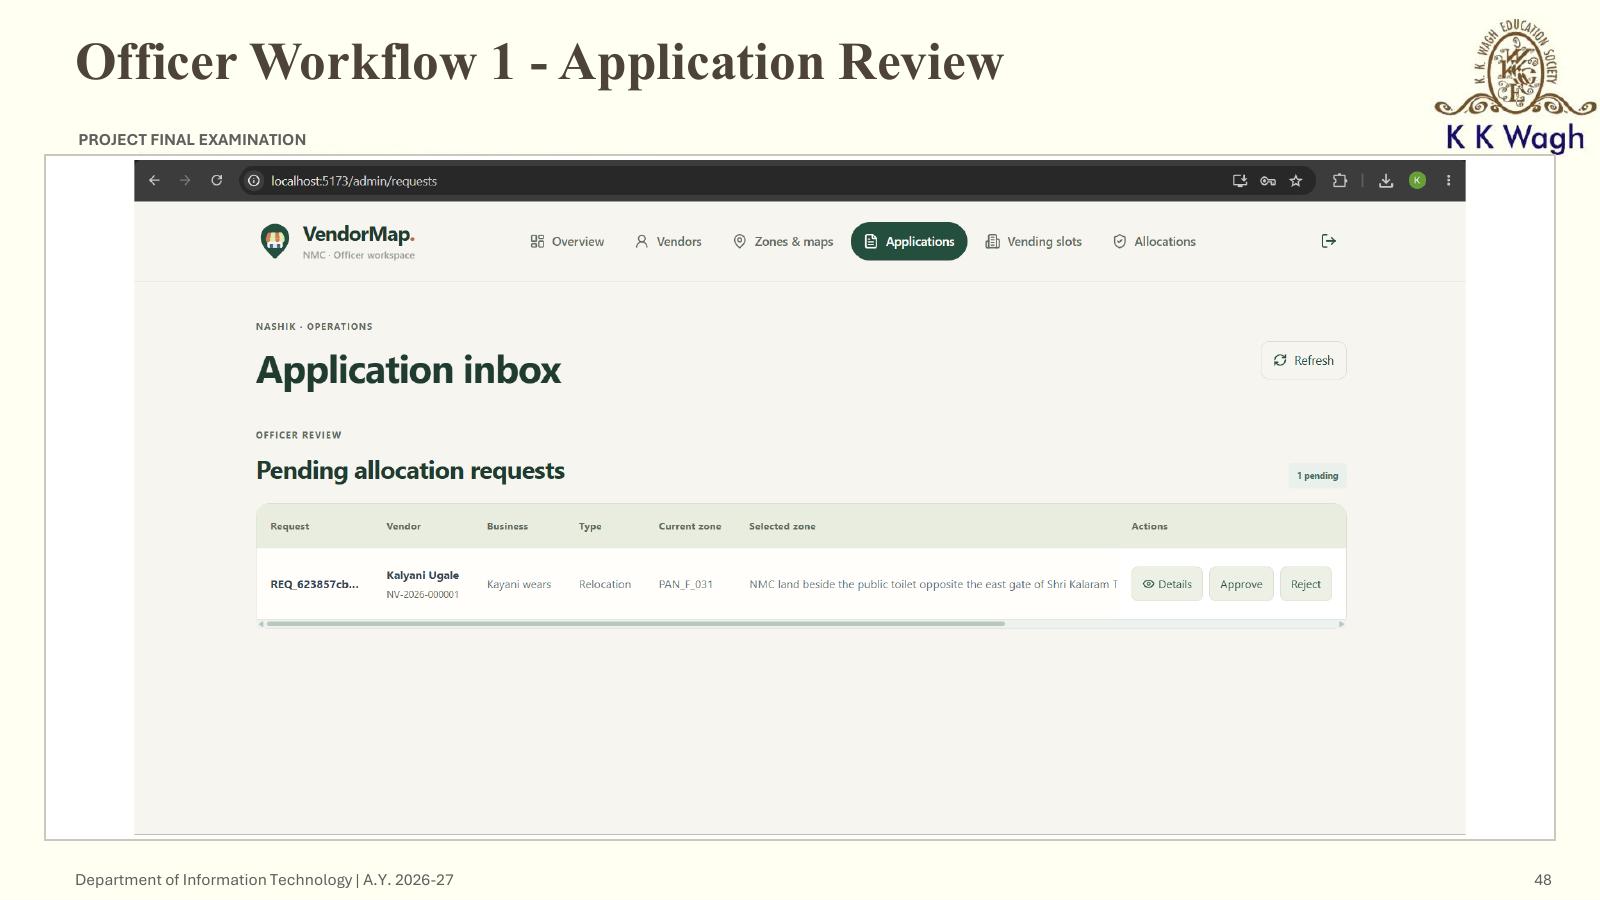 Officer Workflow 1 - Application Review
K. K. WAGH EDUCATION SOCIETY
K K Wagh
PROJECT FINAL EXAMINATION
localhost:5173/admin/requests
K
VendorMap.
NMC · Officer workspace
Overview
Vendors
Zones & maps
Applications
Vending slots
Allocations
NASHIK · OPERATIONS
Application inbox
Refresh
OFFICER REVIEW
Pending allocation requests
1 pending
Request Vendor Business Type Current zone Selected zone Actions
REQ_623857cb... Kalyani Ugale Kayani wears Relocation PAN_F_031 NMC land beside the public toilet opposite the east gate of Shri Kalaram T Details Approve Reject
NV-2026-000001
Department of Information Technology | A.Y. 2026-27
48